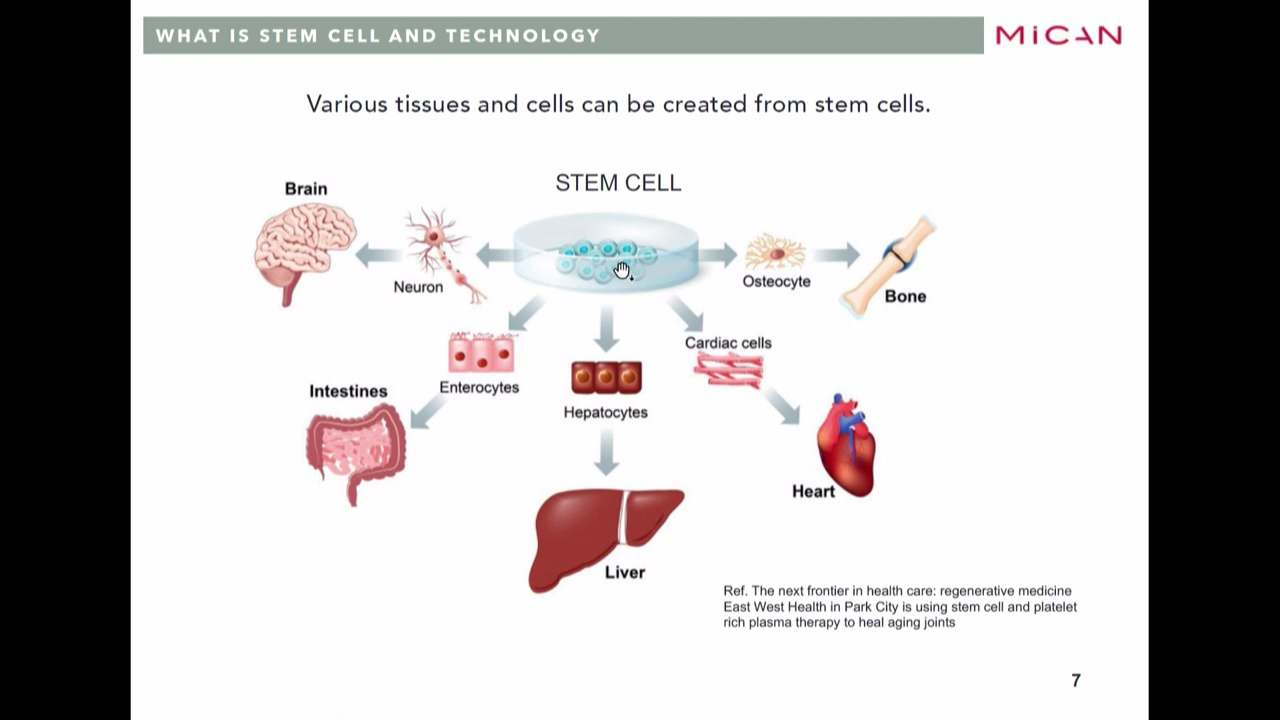 WHAT IS STEM CELL AND TECHNOLOGY
MiCAN
Various tissues and cells can be created from stem cells.
STEM CELL
Brain
Neuron
Osteocyte
Bone
Enterocytes
Intestines
Hepatocytes
Liver
Cardiac cells
Heart
Ref. The next frontier in health care: regenerative medicine
East West Health in Park City is using stem cell and platelet
rich plasma therapy to heal aging joints
7